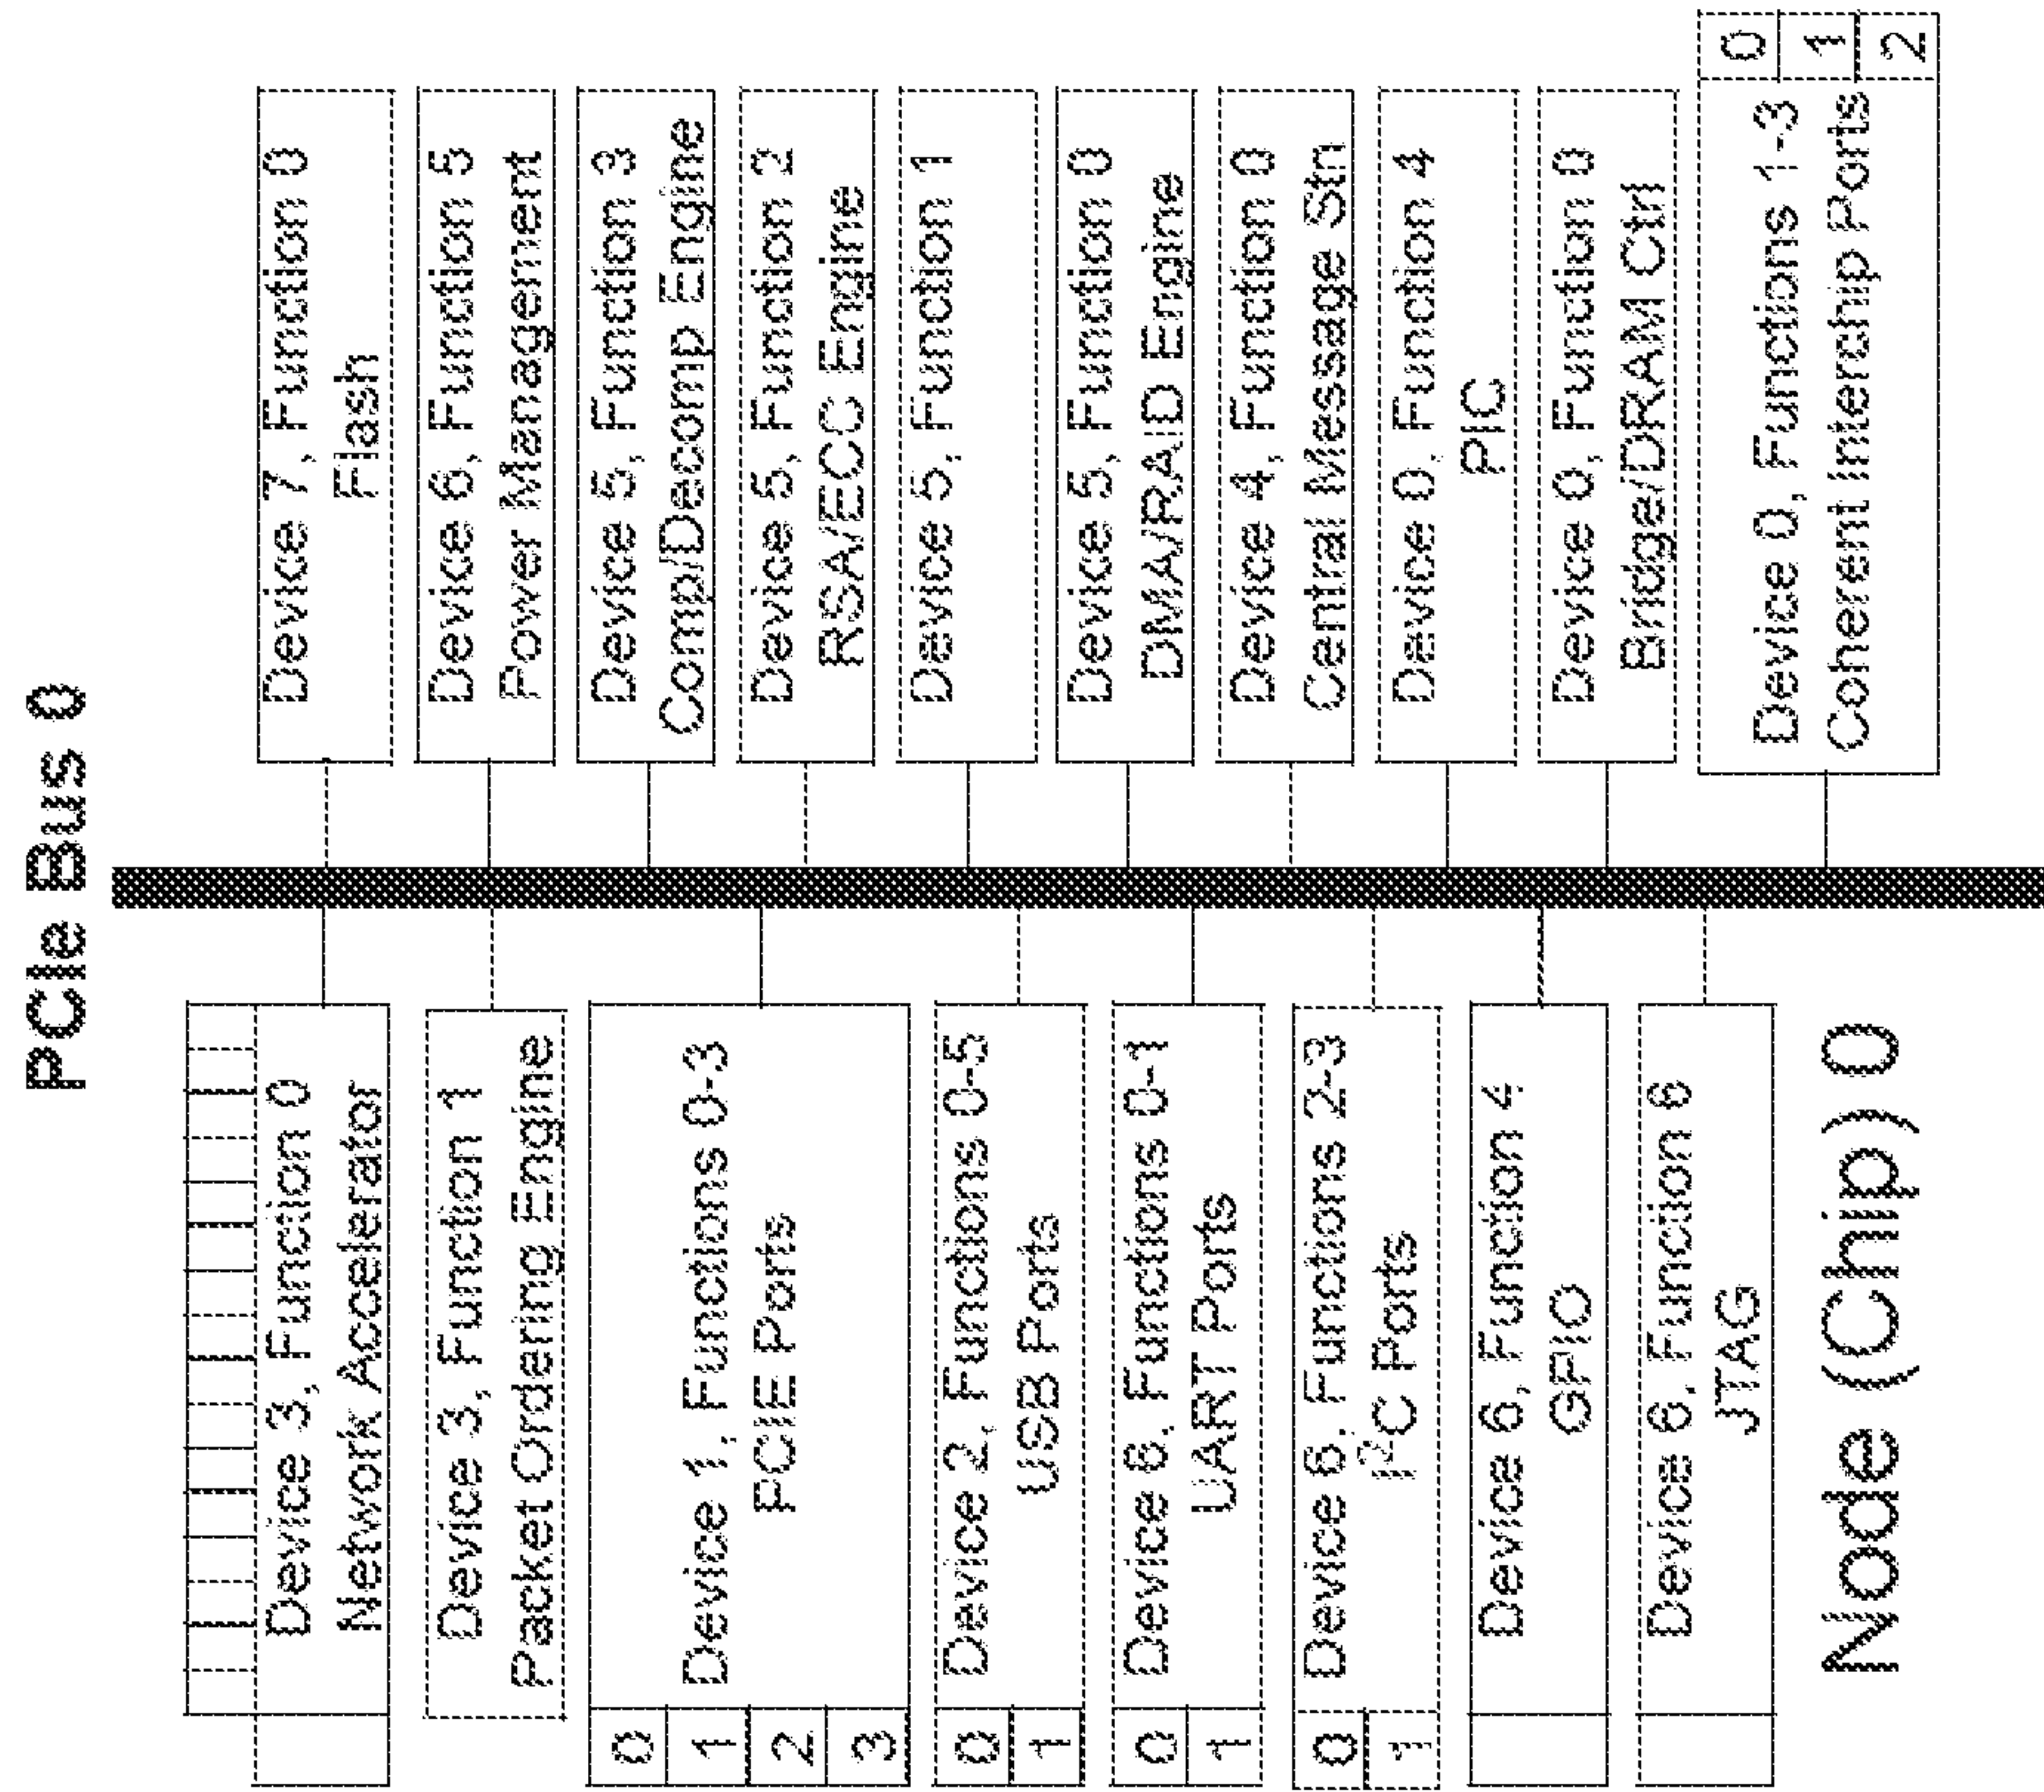 PCIe Bus 0
Device 3, Function 0
Network Accelerator
Device 3, Function 1
Packet Ordering Engine
0
1
2
3
Device 1, Functions 0-3
PCIE Ports
0
1
Device 2, Functions 0-5
USB Ports
0
1
Device 6, Functions 0-1
UART Ports
0
1
Device 6, Functions 2-3
I²C Ports
Device 6, Function 4
GPIO
Device 6, Function 6
JTAG
Node (Chip) 0
Device 7, Function 0
Flash
Device 6, Function 5
Power Management
Device 5, Function 3
Comp/Decomp Engine
Device 5, Function 2
RSA/ECC Engine
Device 5, Function 1
Device 5, Function 0
DMA/RAID Engine
Device 4, Function 0
Central Message Stn
Device 0, Function 4
PIC
Device 0, Function 0
Bridge/DRAM Ctrl
Device 0, Functions 1-3
Coherent Interchip Ports
0
1
2